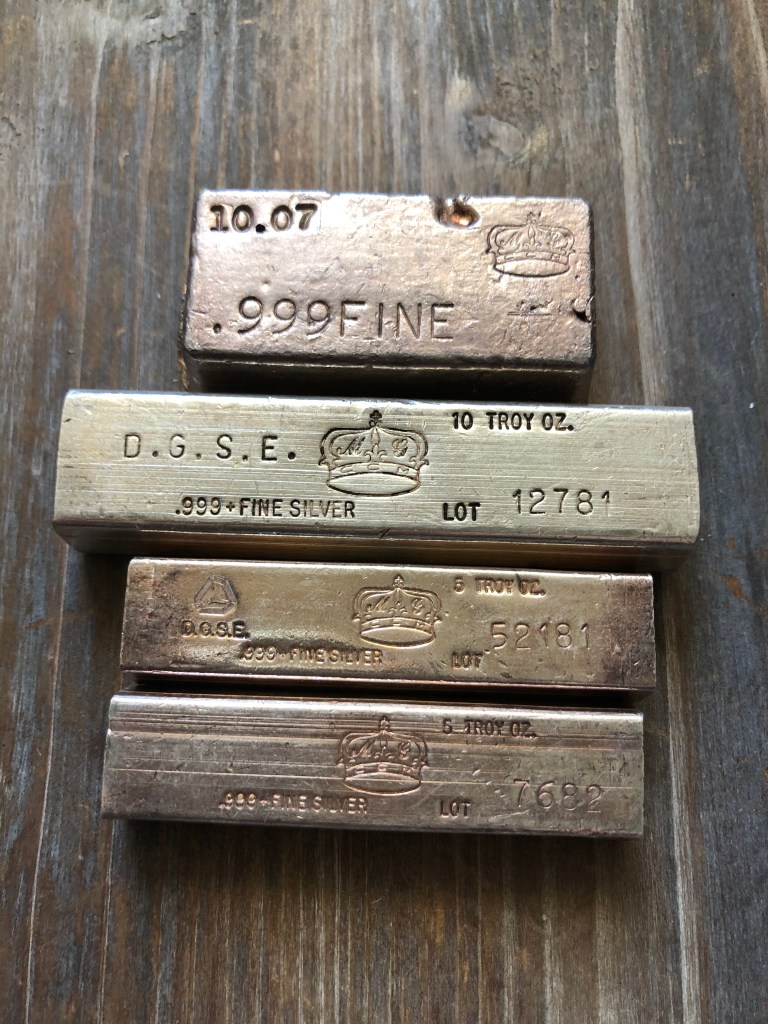 10.07
.999FINE
D.G.S.E.
M G
10 TROY OZ.
.999+FINE SILVER
LOT 12781
D.G.S.E.
M G
5 TROY OZ.
.999+FINE SILVER
LOT 52181
M G
5 TROY OZ.
.999+FINE SILVER
LOT 7682